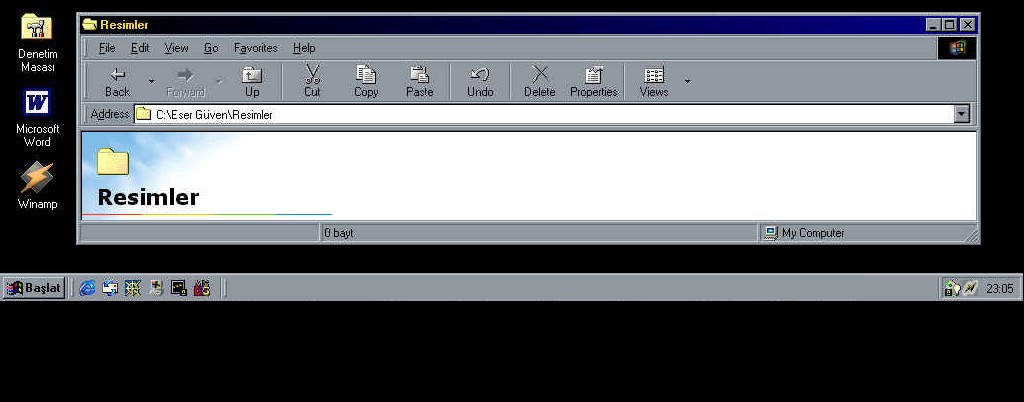 Denetim
Masası
Microsoft
Word
Winamp
Resimler
File Edit View Go Favorites Help
Back Forward Up Cut Copy Paste Undo Delete Properties Views
Address C:\Eser Güven\Resimler
Resimler
0 bayt My Computer
Başlat 23:05